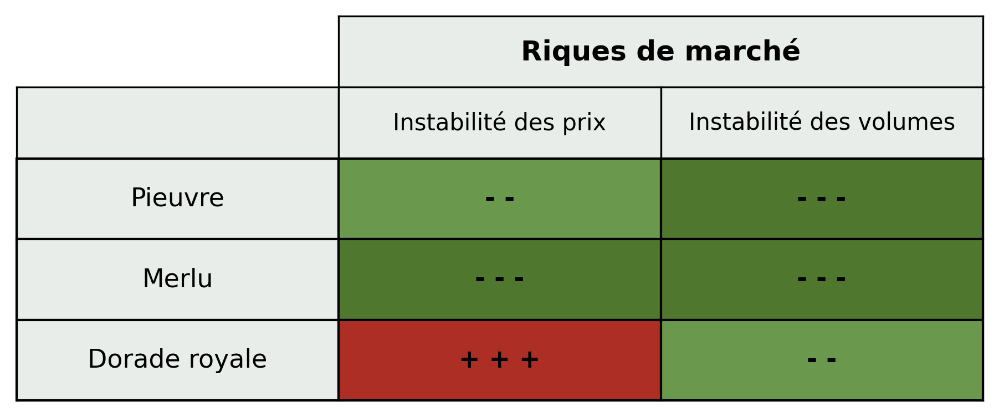 Riques de marché
Instabilité des prix Instabilité des volumes
Pieuvre - - - - -
Merlu - - - - - -
Dorade royale + + + - -